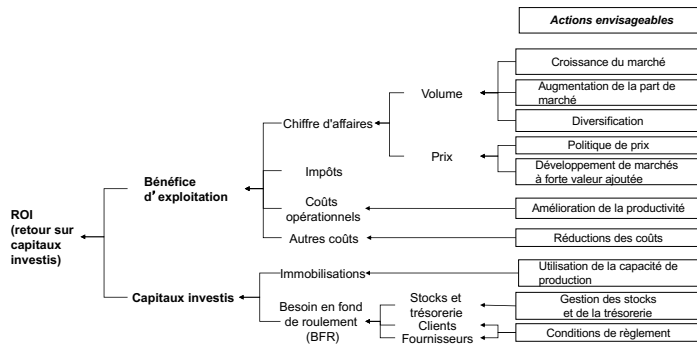 Actions envisageables
Croissance du marché
Augmentation de la part de
marché
Diversification
Politique de prix
Développement de marchés
à forte valeur ajoutée
Amélioration de la productivité
Réductions des coûts
Utilisation de la capacité de
production
Gestion des stocks
et de la trésorerie
Conditions de règlement
Volume
Prix
Chiffre d'affaires
Impôts
Coûts
opérationnels
Autres coûts
Immobilisations
Besoin en fond
de roulement
(BFR)
Stocks et
trésorerie
Clients
Fournisseurs
Bénéfice
d’exploitation
Capitaux investis
ROI
(retour sur
capitaux
investis)